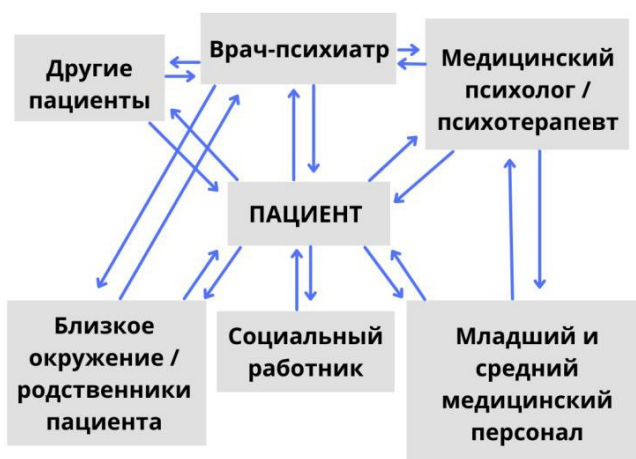 Врач-психиатр
Другие
пациенты
Медицинский
психолог /
психотерапевт
ПАЦИЕНТ
Близкое
окружение /
родственники
пациента
Социальный
работник
Младший и
средний
медицинский
персонал